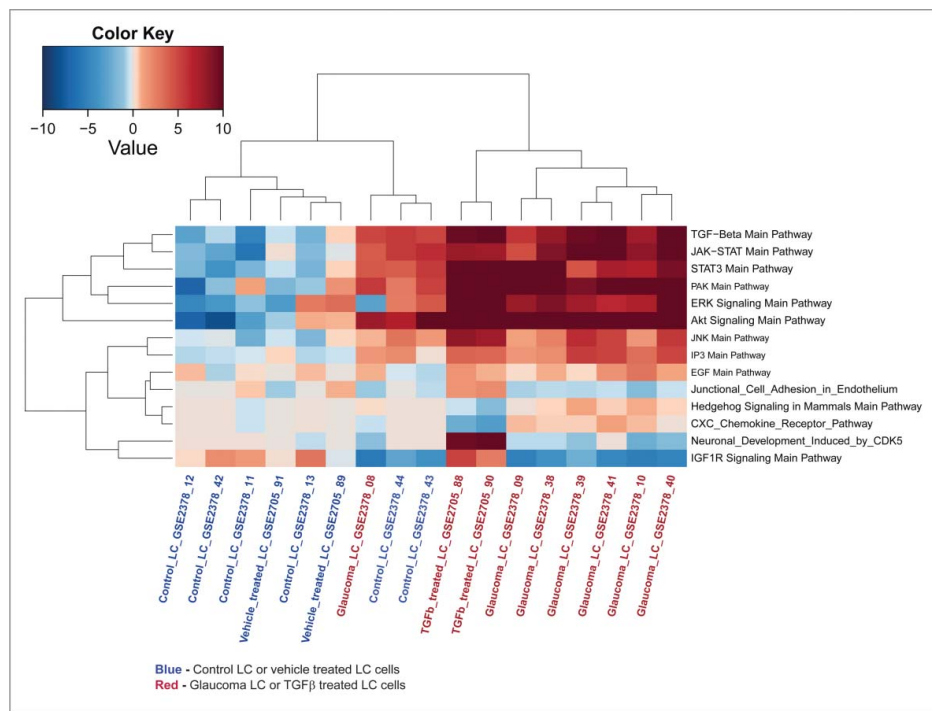 Color Key
−10 −5 0 5 10
Value
TGF−Beta Main Pathway
JAK−STAT Main Pathway
STAT3 Main Pathway
PAK Main Pathway
ERK Signaling Main Pathway
Akt Signaling Main Pathway
JNK Main Pathway
IP3 Main Pathway
EGF Main Pathway
Junctional_Cell_Adhesion_in_Endothelium
Hedgehog Signaling in Mammals Main Pathway
CXC_Chemokine_Receptor_Pathway
Neuronal_Development_Induced_by_CDK5
IGF1R Signaling Main Pathway
Control_LC_GSE2378_12
Control_LC_GSE2378_42
Control_LC_GSE2378_11
Vehicle_treated_LC_GSE2705_91
Control_LC_GSE2378_13
Vehicle_treated_LC_GSE2705_89
Glaucoma_LC_GSE2378_08
Control_LC_GSE2378_44
Control_LC_GSE2378_43
TGFb_treated_LC_GSE2705_88
TGFb_treated_LC_GSE2705_90
Glaucoma_LC_GSE2378_09
Glaucoma_LC_GSE2378_38
Glaucoma_LC_GSE2378_39
Glaucoma_LC_GSE2378_41
Glaucoma_LC_GSE2378_10
Glaucoma_LC_GSE2378_40
Blue - Control LC or vehicle treated LC cells
Red - Glaucoma LC or TGFβ treated LC cells